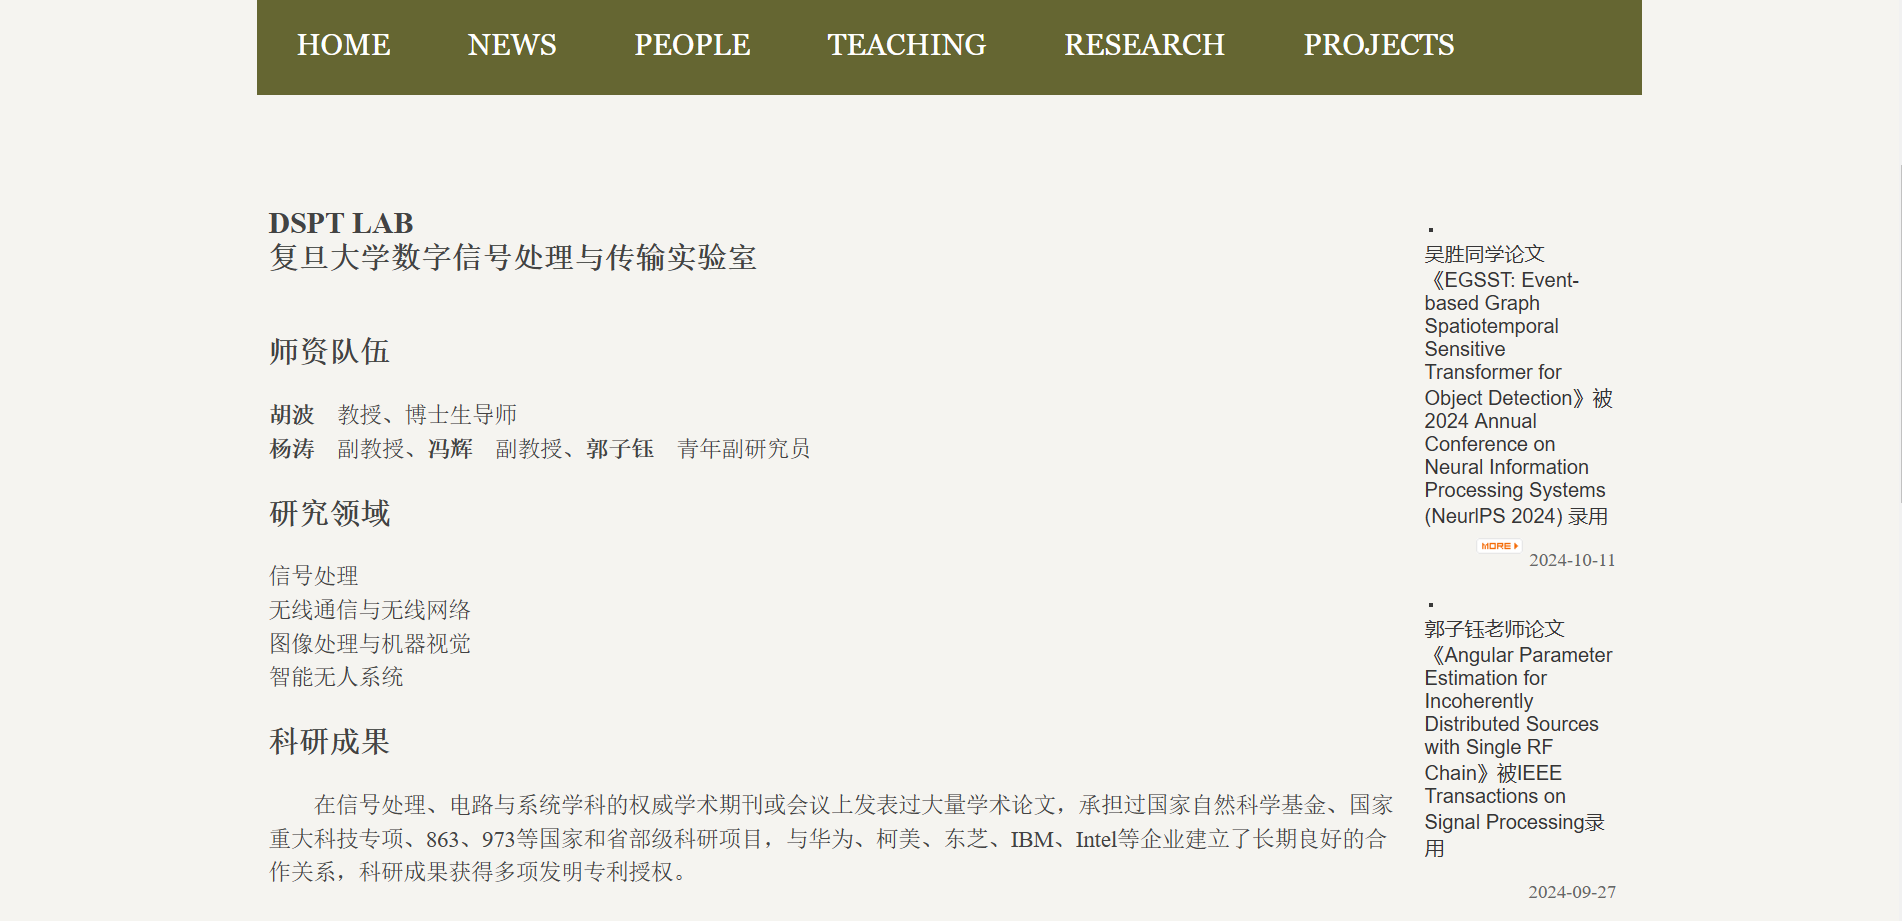 HOME NEWS PEOPLE TEACHING RESEARCH PROJECTS
DSPT LAB
复旦大学数字信号处理与传输实验室
师资队伍
胡波 教授、博士生导师
杨涛 副教授、冯辉 副教授、郭子钰 青年副研究员
研究领域
信号处理
无线通信与无线网络
图像处理与机器视觉
智能无人系统
科研成果
在信号处理、电路与系统学科的权威学术期刊或会议上发表过大量学术论文，承担过国家自然科学基金、国家
重大科技专项、863、973等国家和省部级科研项目，与华为、柯美、东芝、IBM、Intel等企业建立了长期良好的合
作关系，科研成果获得多项发明专利授权。
吴胜同学论文
《EGSST: Event-
based Graph
Spatiotemporal
Sensitive
Transformer for
Object Detection》被
2024 Annual
Conference on
Neural Information
Processing Systems
(NeurIPS 2024) 录用
MORE
2024-10-11
郭子钰老师论文
《Angular Parameter
Estimation for
Incoherently
Distributed Sources
with Single RF
Chain》被IEEE
Transactions on
Signal Processing录
用
2024-09-27